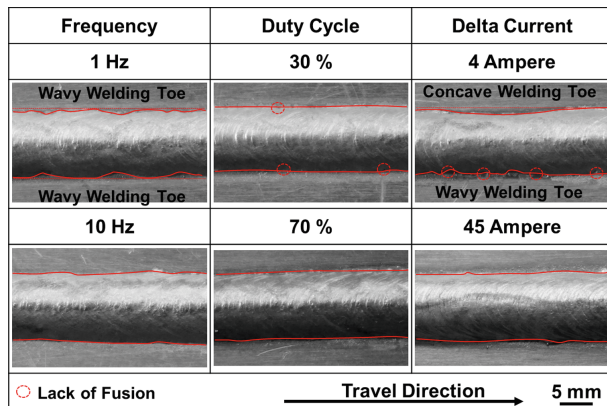 Frequency
Duty Cycle
Delta Current
1 Hz
30 %
4 Ampere
Wavy Welding Toe
Concave Welding Toe
Wavy Welding Toe
Wavy Welding Toe
10 Hz
70 %
45 Ampere
Lack of Fusion
Travel Direction
5 mm